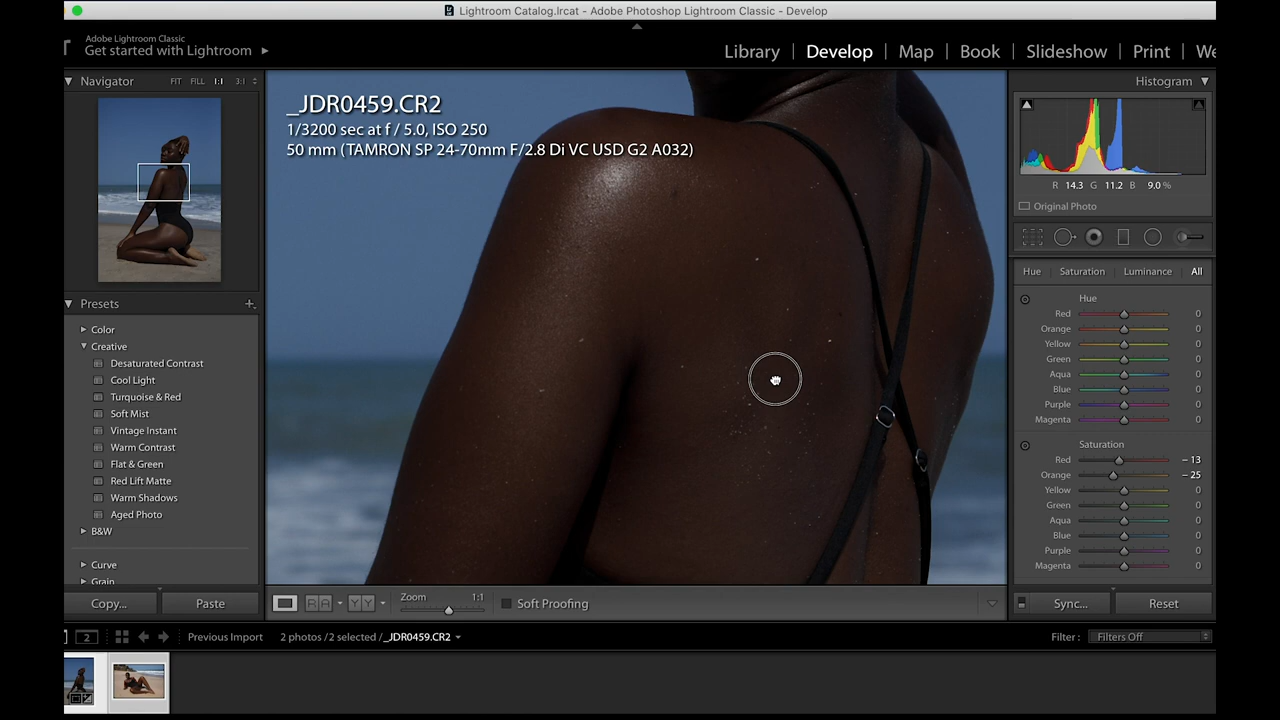 Lightroom Catalog.lrcat - Adobe Photoshop Lightroom Classic - Develop
Adobe Lightroom Classic
Get started with Lightroom
Library | Develop | Map | Book | Slideshow | Print | We
Navigator FIT FILL 1:1 3:1
Histogram
_JDR0459.CR2
1/3200 sec at f / 5.0, ISO 250
50 mm (TAMRON SP 24-70mm F/2.8 Di VC USD G2 A032)
R 14.3 G 11.2 B 9.0 %
Original Photo
Presets +
Color
Creative
Desaturated Contrast
Cool Light
Turquoise & Red
Soft Mist
Vintage Instant
Warm Contrast
Flat & Green
Red Lift Matte
Warm Shadows
Aged Photo
B&W
Curve
Grain
Hue Saturation Luminance All
Hue
Red 0
Orange 0
Yellow 0
Green 0
Aqua 0
Blue 0
Purple 0
Magenta 0
Saturation
Red - 13
Orange - 25
Yellow 0
Green 0
Aqua 0
Blue 0
Purple 0
Magenta 0
Copy... Paste
R A Y Y Zoom 1:1 Soft Proofing
Sync... Reset
2 Previous Import 2 photos /2 selected /_JDR0459.CR2
Filter : Filters Off